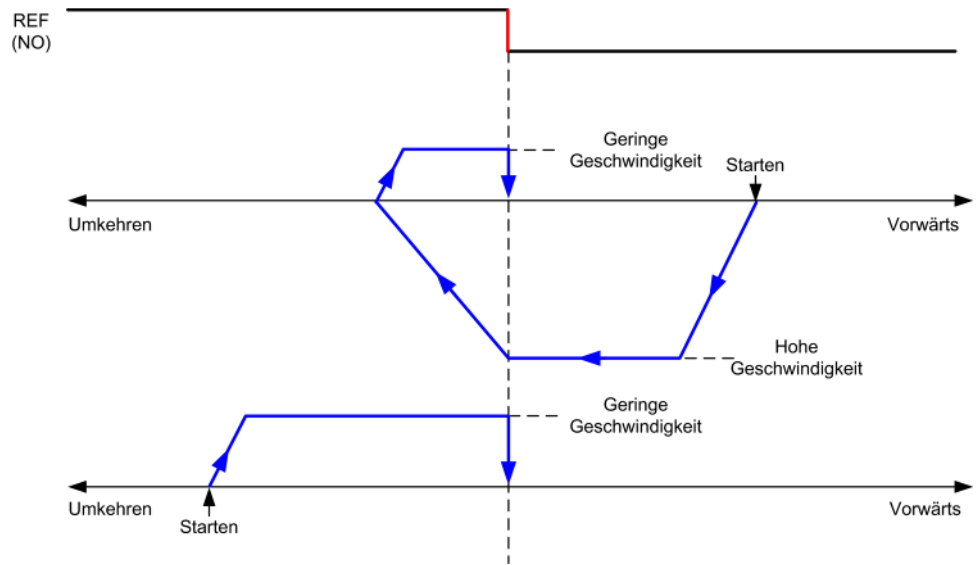 REF
(NO)
Geringe
Geschwindigkeit
Starten
Umkehren
Vorwärts
Hohe
Geschwindigkeit
Geringe
Geschwindigkeit
Umkehren
Starten
Vorwärts